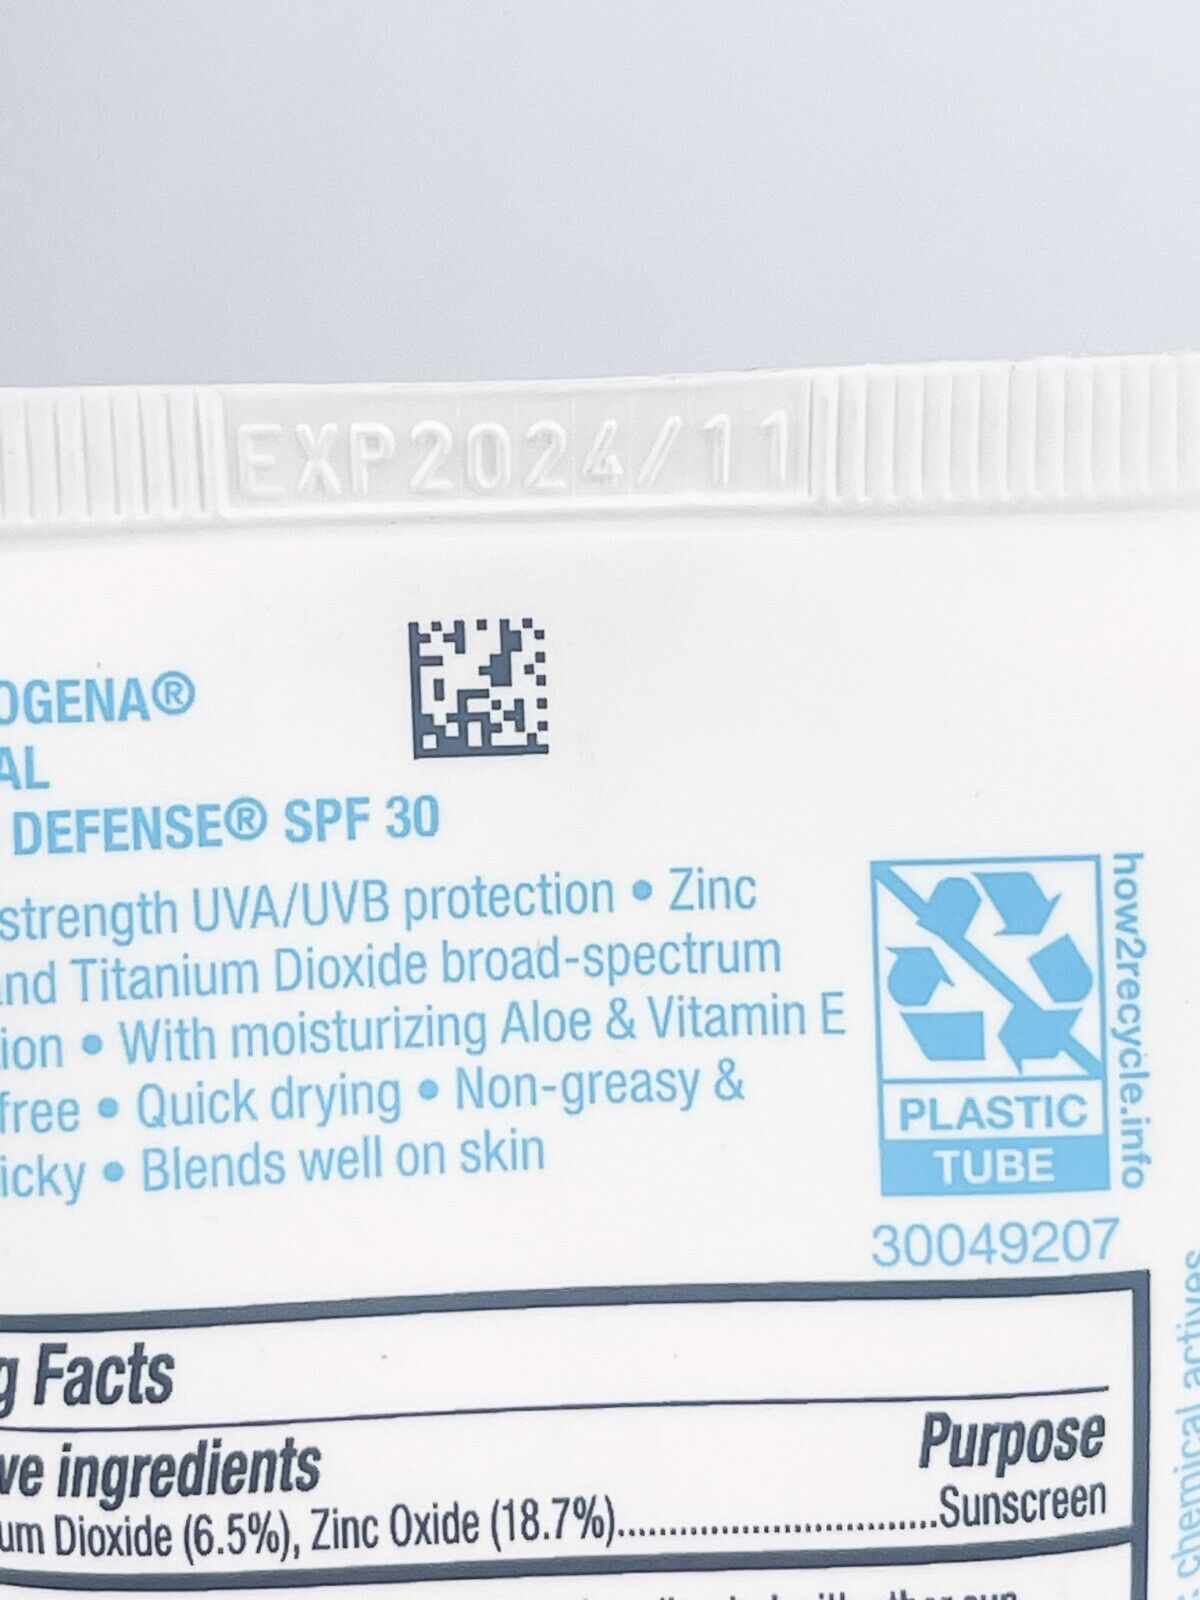 EXP2024/11
OGENA®
AL
DEFENSE® SPF 30
strength UVA/UVB protection • Zinc
nd Titanium Dioxide broad-spectrum
ion • With moisturizing Aloe & Vitamin E
free • Quick drying • Non-greasy &
icky • Blends well on skin
how2recycle.info
PLASTIC
TUBE
30049207
g Facts
ve ingredients Purpose
um Dioxide (6.5%), Zinc Oxide (18.7%)................................Sunscreen
chemical actives